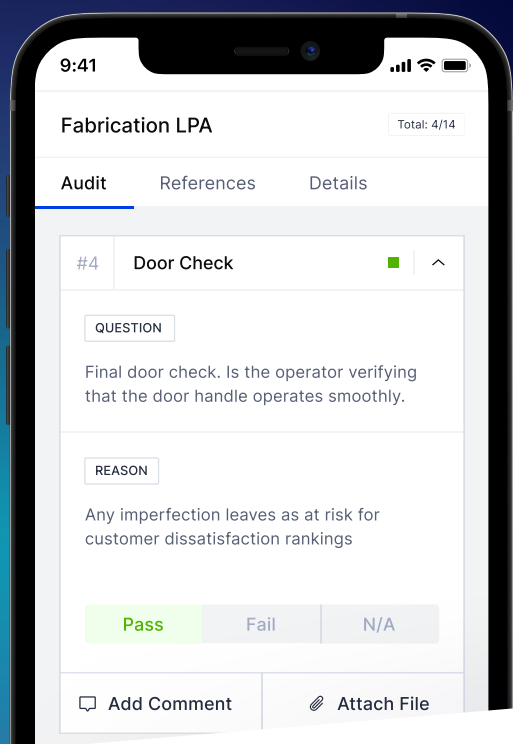 9:41
Fabrication LPA
Total: 4/14
Audit
References
Details
#4
Door Check
QUESTION
Final door check. Is the operator verifying
that the door handle operates smoothly.
REASON
Any imperfection leaves as at risk for
customer dissatisfaction rankings
Pass
Fail
N/A
Add Comment
Attach File